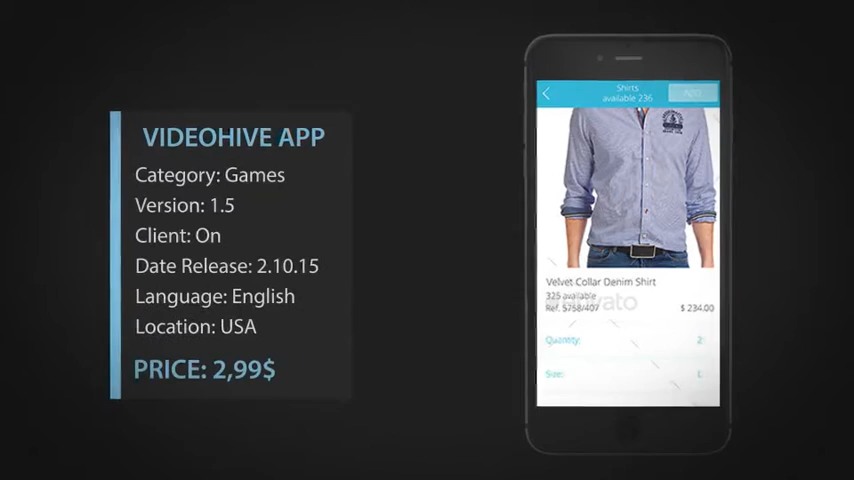 VIDEOHIVE APP
Category: Games
Version: 1.5
Client: On
Date Release: 2.10.15
Language: English
Location: USA
PRICE: 2,99$
Shirts
available 236
ADD
Velvet Collar Denim Shirt
325 available
Ref. 5758/407
$ 234.00
Quantity:
2
Size:
L